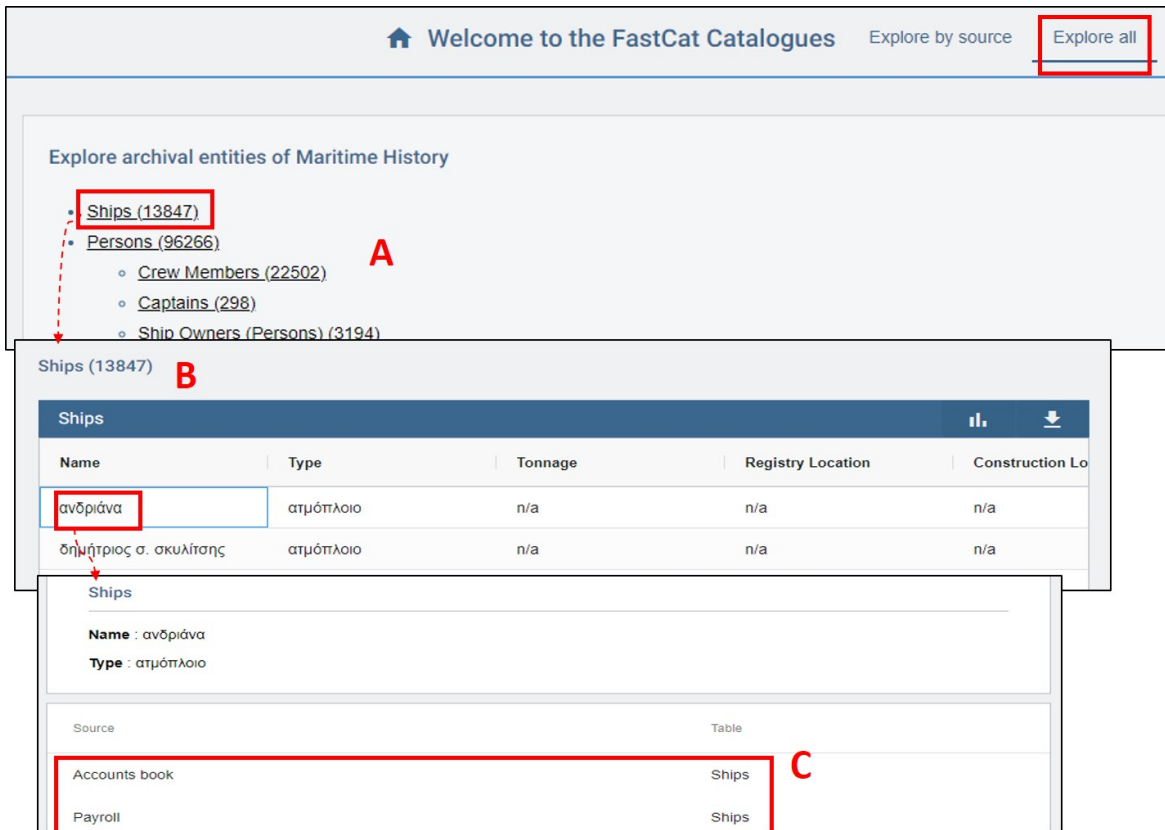 Welcome to the FastCat Catalogues Explore by source Explore all
Explore archival entities of Maritime History
Ships (13847)
Persons (96266)
A
Crew Members (22502)
Captains (298)
Ship Owners (Persons) (3194)
Ships (13847)
B
Ships
Name Type Tonnage Registry Location Construction Lo
ανδριάνα ατμόπλοιο n/a n/a n/a
δημήτριος σ. σκυλίτσης ατμόπλοιο n/a n/a n/a
Ships
Name : ανδριάνα
Type : ατμόπλοιο
Source Table
C
Accounts book Ships
Payroll Ships